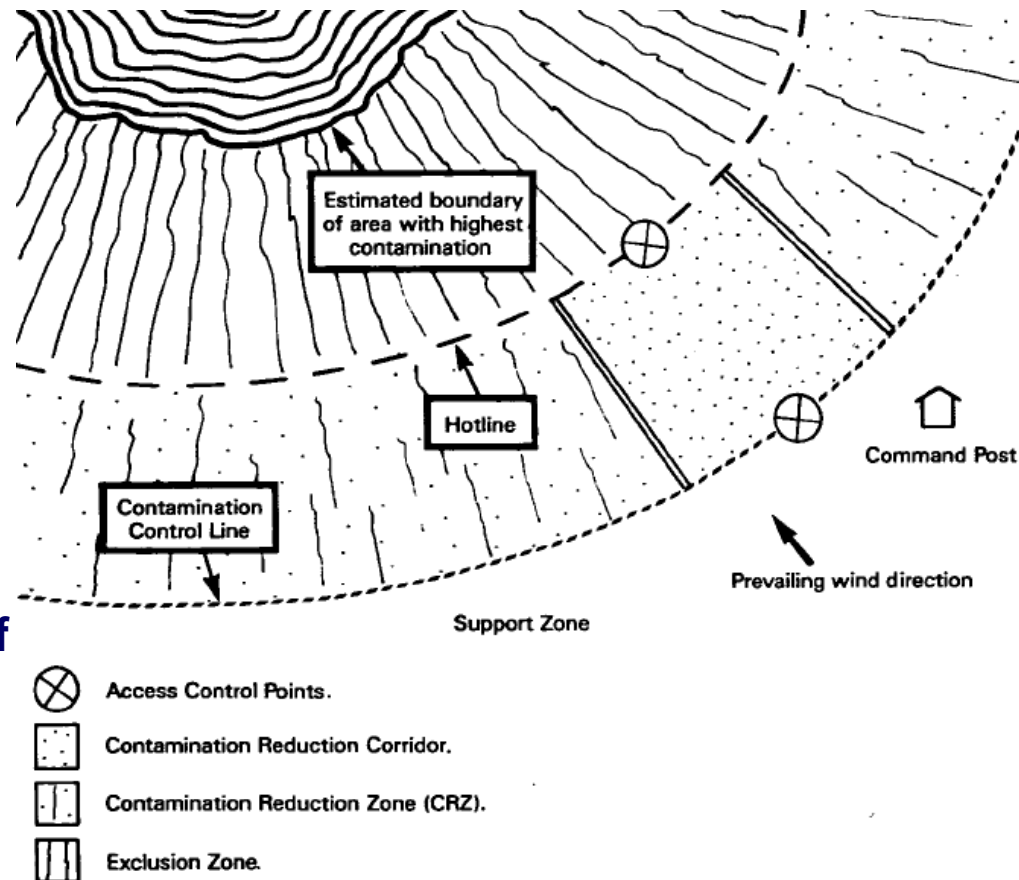 Estimated boundary
of area with highest
contamination
Hotline
Contamination
Control Line
Command Post
Prevailing wind direction
Support Zone
f
Access Control Points.
Contamination Reduction Corridor.
Contamination Reduction Zone (CRZ).
Exclusion Zone.